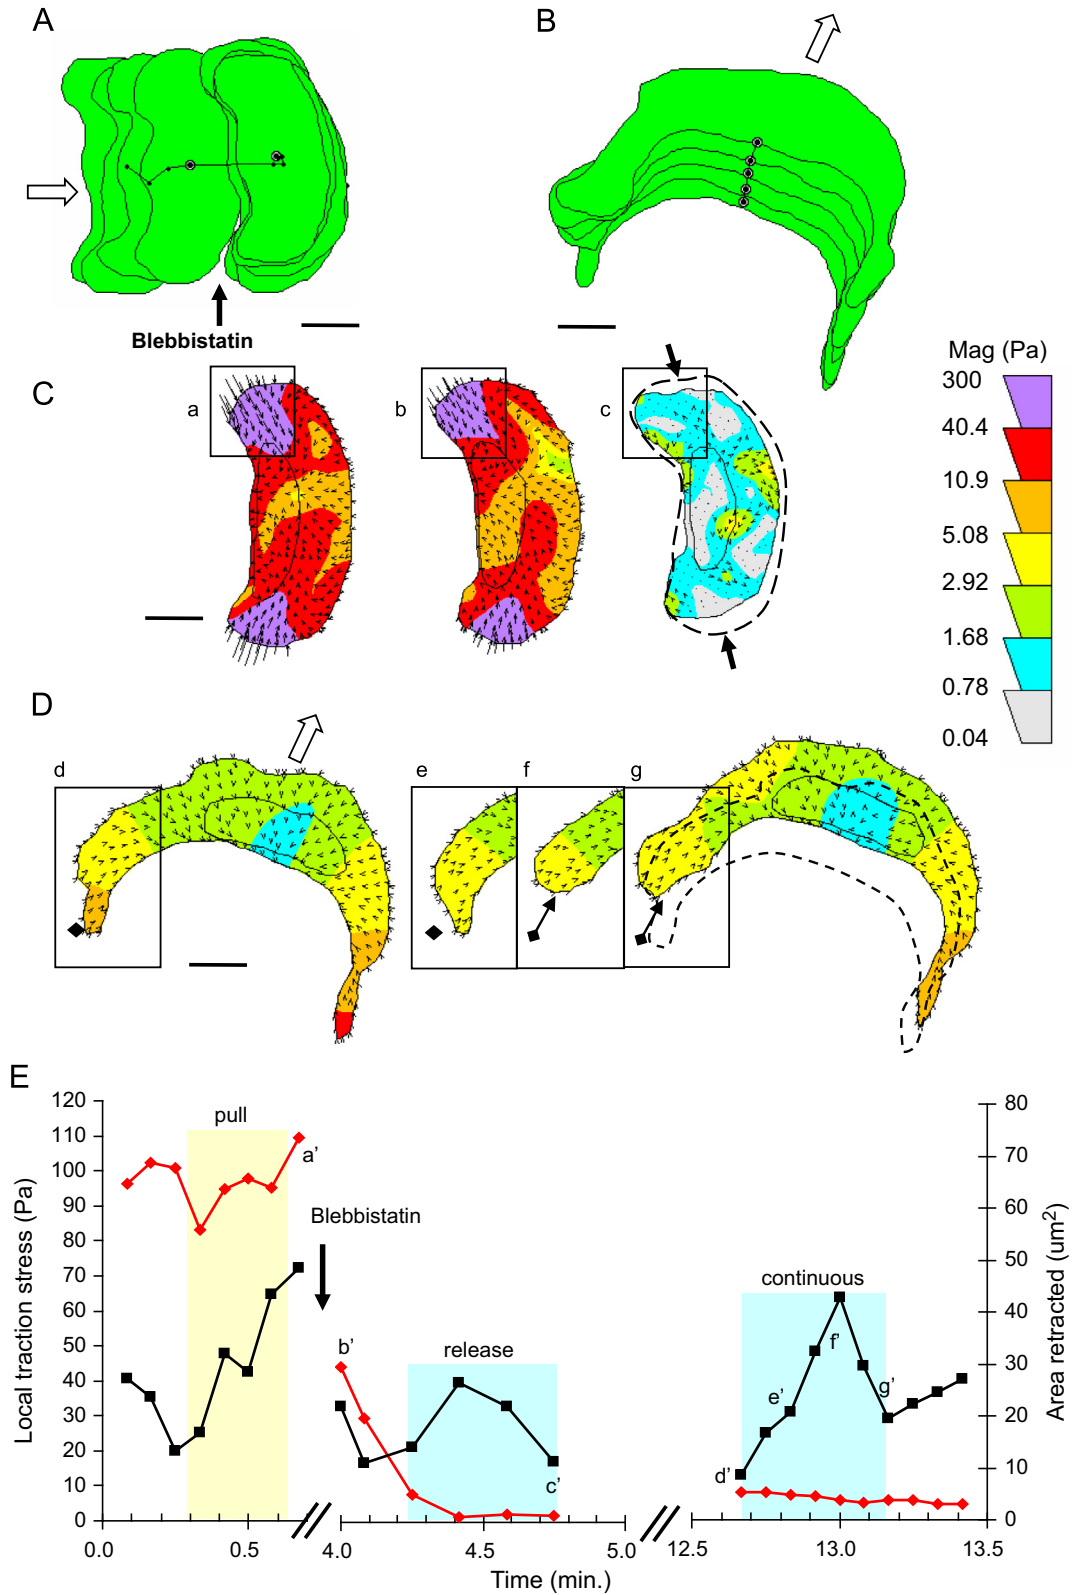 A
B
Blebbistatin
Mag (Pa)
300
40.4
10.9
5.08
2.92
1.68
0.78
0.04
C
a
b
c
D
d
e
f
g
E
pull
Blebbistatin
release
continuous
a’
b’
c’
d’
e’
f’
g’
Local traction stress (Pa)
120
110
100
90
80
70
60
50
40
30
20
10
0
Area retracted (um²)
80
70
60
50
40
30
20
10
0
0.0 0.5 4.0 4.5 5.0 12.5 13.0 13.5
Time (min.)